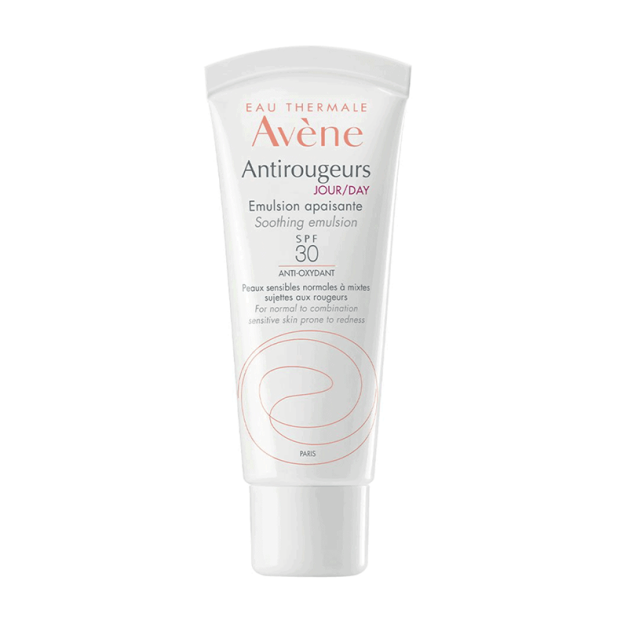 EAU THERMALE
Avène
Antirougeurs
JOUR/DAY
Emulsion apaisante
Soothing emulsion
SPF
30
ANTI-OXYDANT
Peaux sensibles normales à mixtes
sujettes aux rougeurs
For normal to combination
sensitive skin prone to redness
PARIS